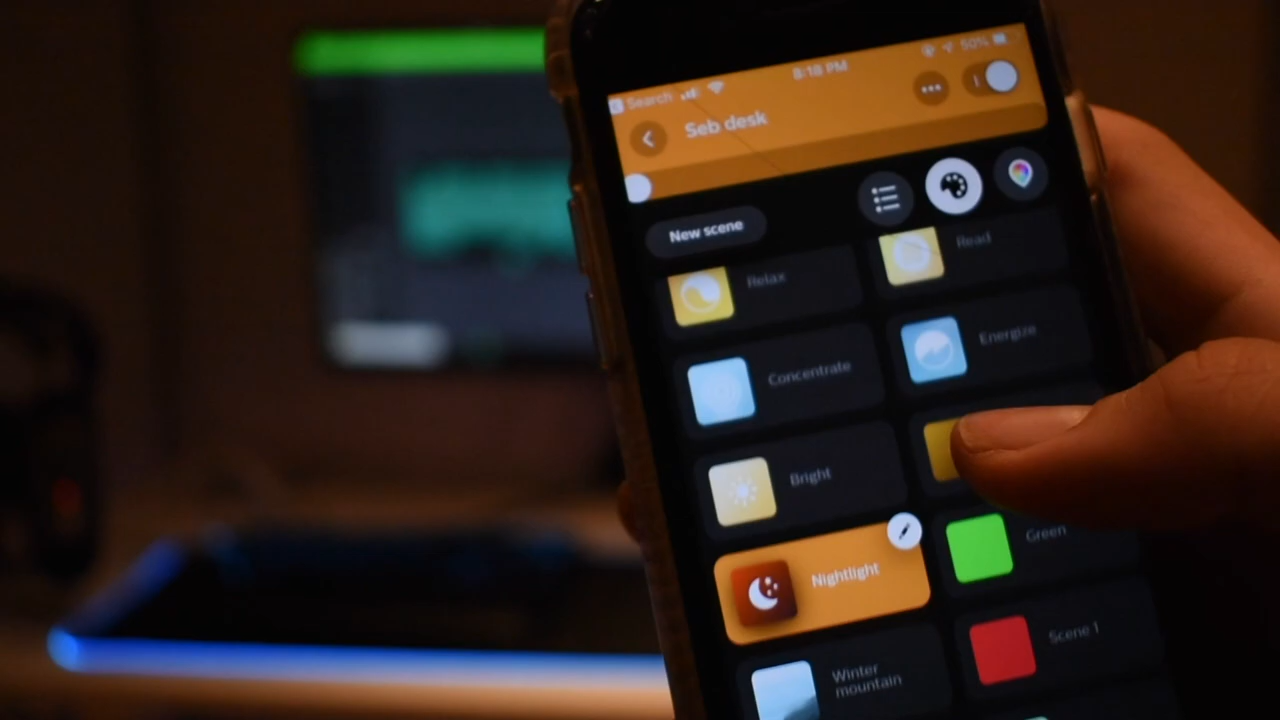 Search
8:18 PM
50%
Seb desk
New scene
Relax
Read
Concentrate
Energize
Bright
Nightlight
Green
Winter
mountain
Scene 1